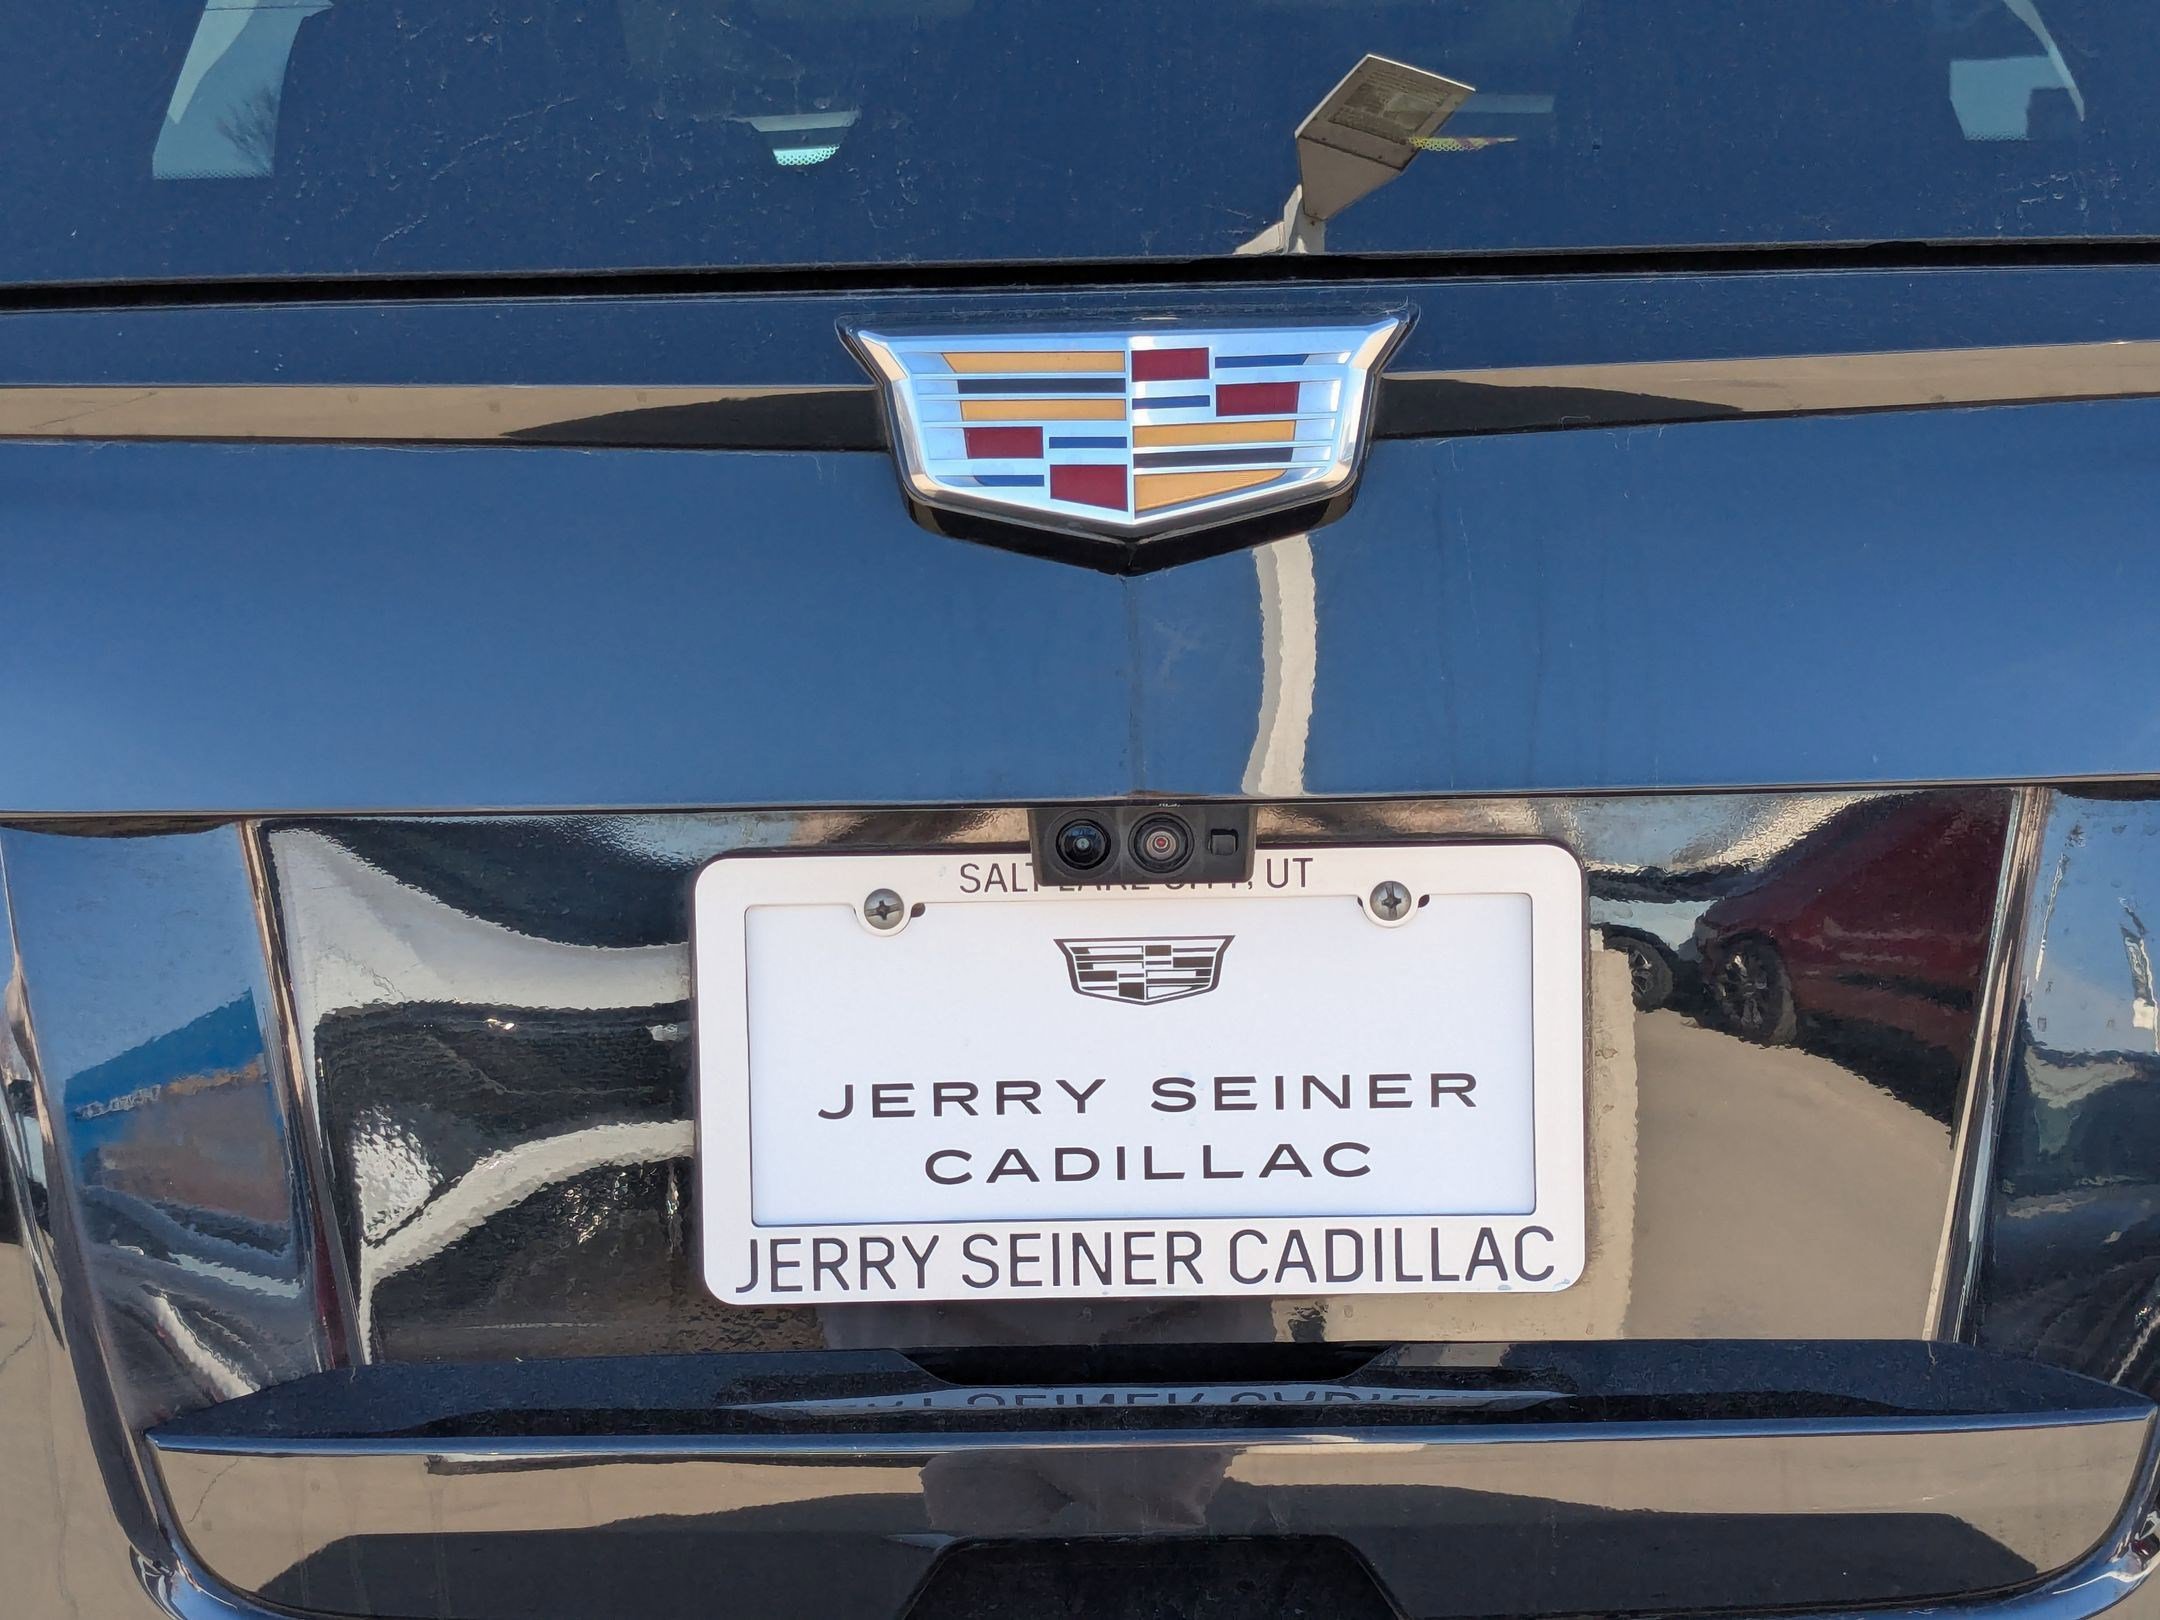 SALT LAKE CITY, UT
JERRY SEINER
CADILLAC
JERRY SEINER CADILLAC